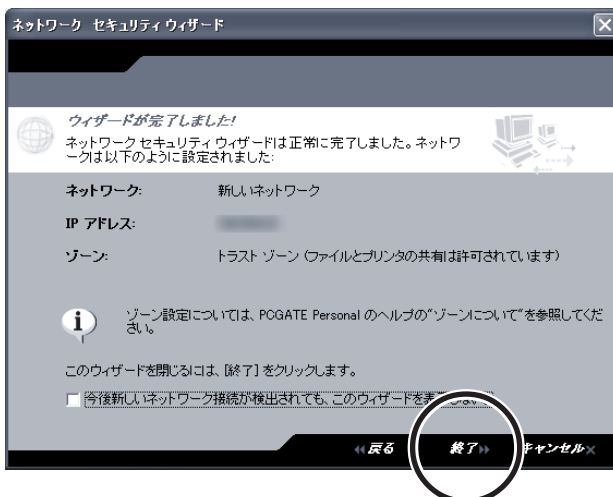 ネットワーク セキュリティ ウィザード
ウィザードが完了しました!
ネットワーク セキュリティ ウィザードは正常に完了しました。ネットワ
ークは以下のように設定されました:
ネットワーク: 新しいネットワーク
IP アドレス:
ゾーン: トラスト ゾーン (ファイルとプリンタの共有は許可されています)
i
ゾーン設定については、PCGATE Personal のヘルプの"ゾーンについて"を参照してくだ
さい。
このウィザードを閉じるには、[終了] をクリックします。
今後新しいネットワーク接続が検出されても、このウィザードを表示しない
戻る 終了 キャンセル